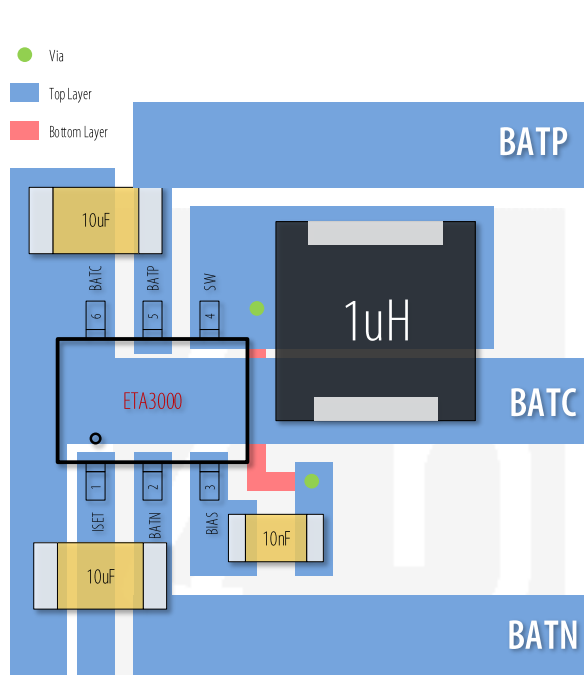 Via
Top Layer
Bottom Layer
BATP
10uF
BATC
BATP
SW
6
5
4
1uH
ETA3000
BATC
1
2
3
ISET
BATN
BIAS
10nF
10uF
BATN